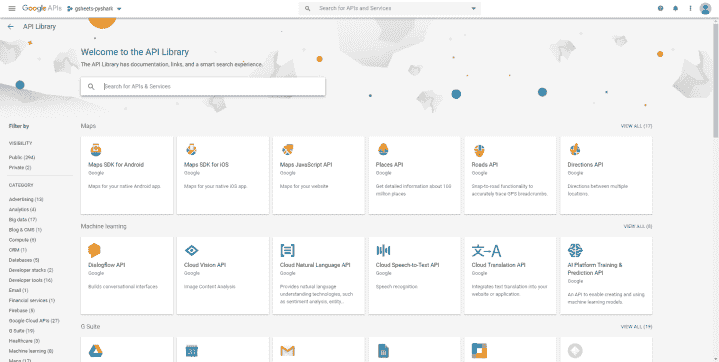 Google APIs
gsheets-pyshark
Search for APIs and Services
API Library
Welcome to the API Library
The API Library has documentation, links, and a smart search experience.
Search for APIs & Services
Filter by
VISIBILITY
Public (294)
Private (2)
CATEGORY
Advertising (13)
Analytics (4)
Big data (17)
Blog & CMS (1)
Compute (6)
CRM (1)
Databases (5)
Developer stacks (2)
Developer tools (16)
Email (1)
Financial services (1)
Firebase (8)
Google Cloud APIs (27)
G Suite (19)
Healthcare (3)
Machine learning (8)
Maps (17)
Maps
VIEW ALL (17)
Maps SDK for Android
Google
Maps for your native Android app.
Maps SDK for iOS
Google
Maps for your native iOS app.
Maps JavaScript API
Google
Maps for your website
Places API
Google
Get detailed information about 100
million places
Roads API
Google
Snap-to-road functionality to
accurately trace GPS breadcrumbs.
Directions API
Google
Directions between multiple
locations.
Machine learning
VIEW ALL (8)
Dialogflow API
Google
Builds conversational interfaces
Cloud Vision API
Google
Image Content Analysis
Cloud Natural Language API
Google
Provides natural language
understanding technologies, such
as sentiment analysis, entity...
Cloud Speech-to-Text API
Google
Speech recognition
Cloud Translation API
Google
Integrates text translation into your
website or application.
AI Platform Training &
Prediction API
Google
An API to enable creating and using
machine learning models.
G Suite
VIEW ALL (19)